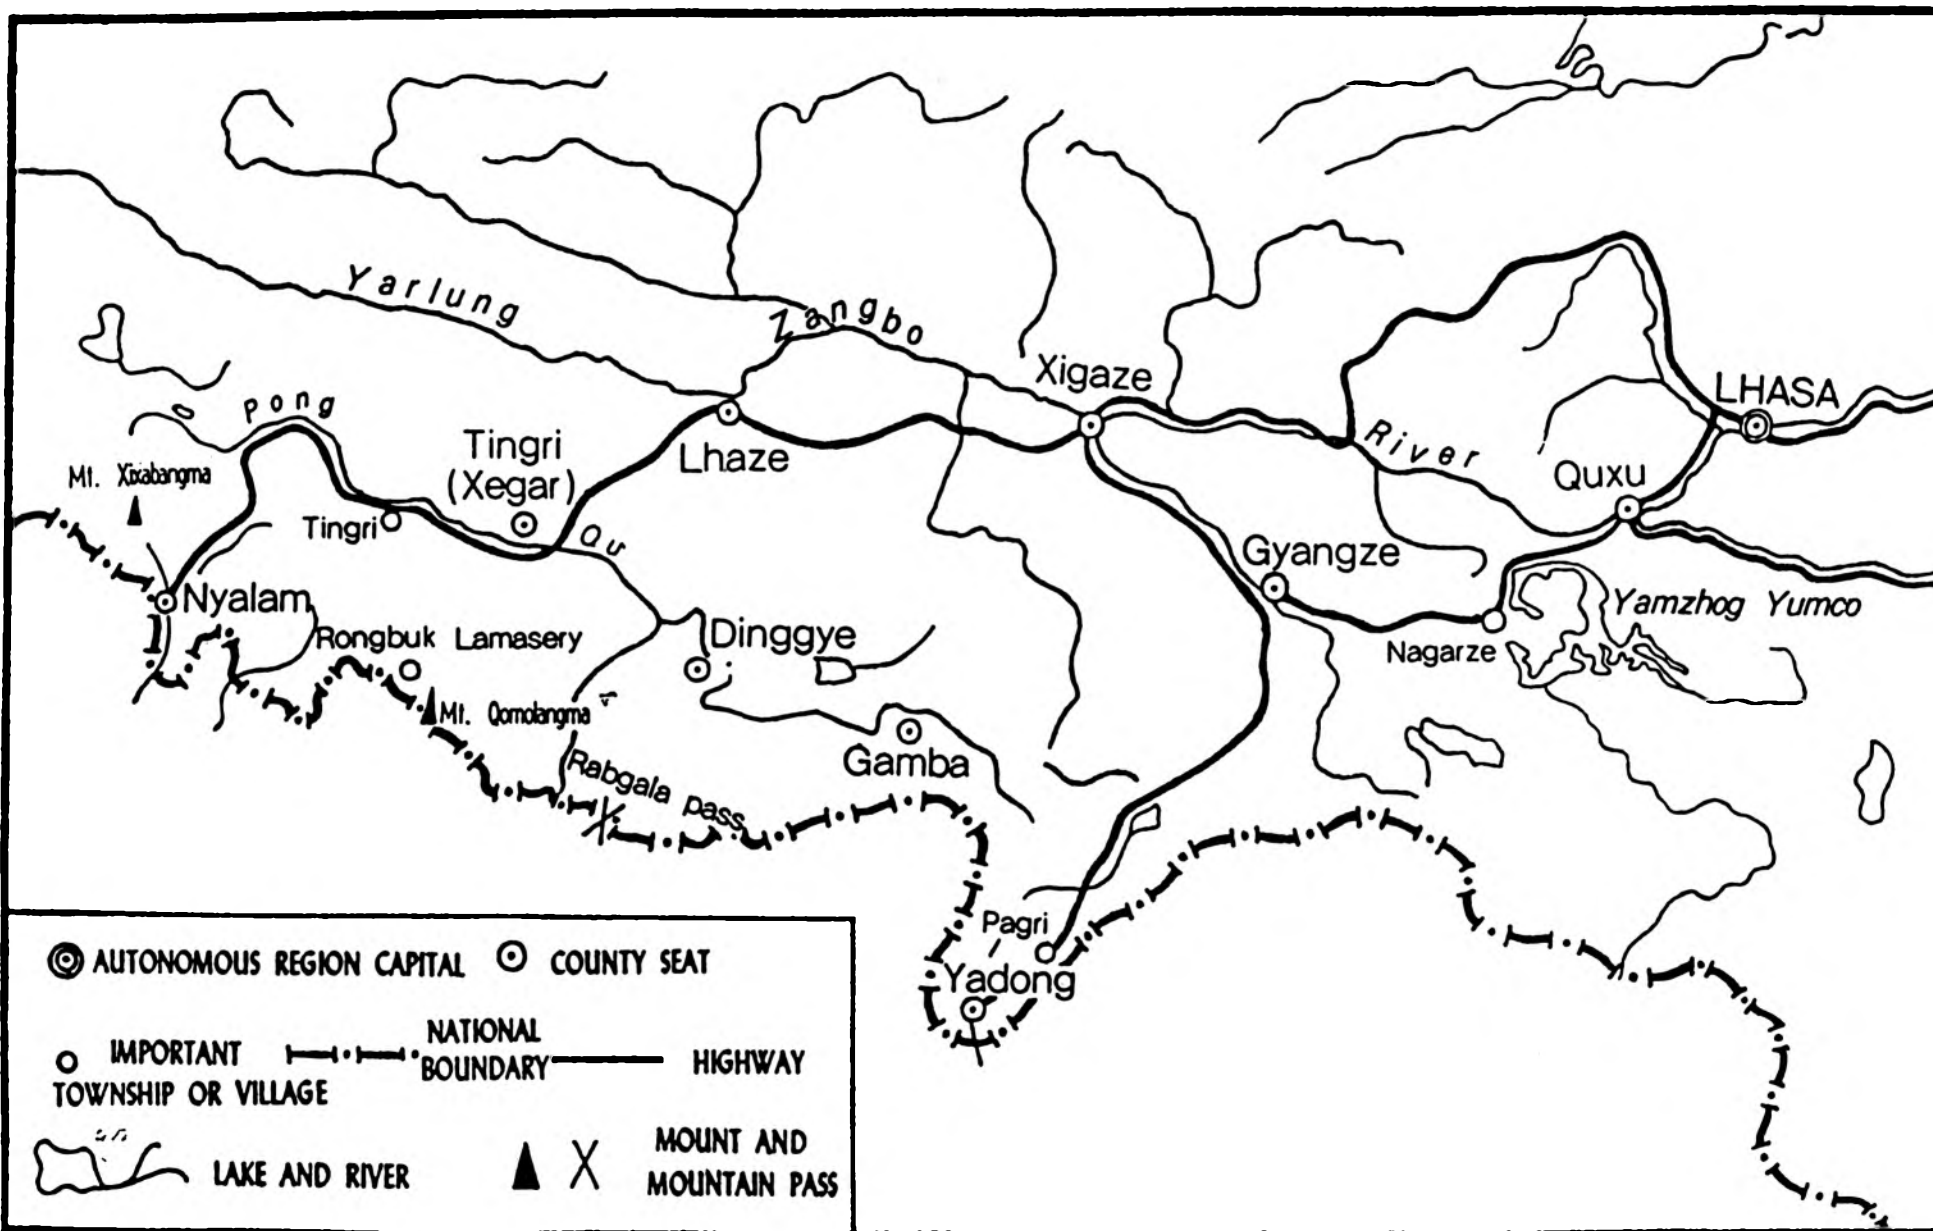 Yarlung
Zangbo
River
Xigaze
LHASA
Pong
Tingri
(Xegar)
Lhaze
Mt. Xixabangma
Quxu
Tingri
Qu
Gyangze
Nyalam
Yamzhog Yumco
Rongbuk Lamasery
Dinggye
Nagarze
Mt. Qomolangma
Gamba
Rabgala pass
Pagri
Yadong
AUTONOMOUS REGION CAPITAL
COUNTY SEAT
IMPORTANT
TOWNSHIP OR VILLAGE
NATIONAL
BOUNDARY
HIGHWAY
LAKE AND RIVER
MOUNT AND
MOUNTAIN PASS